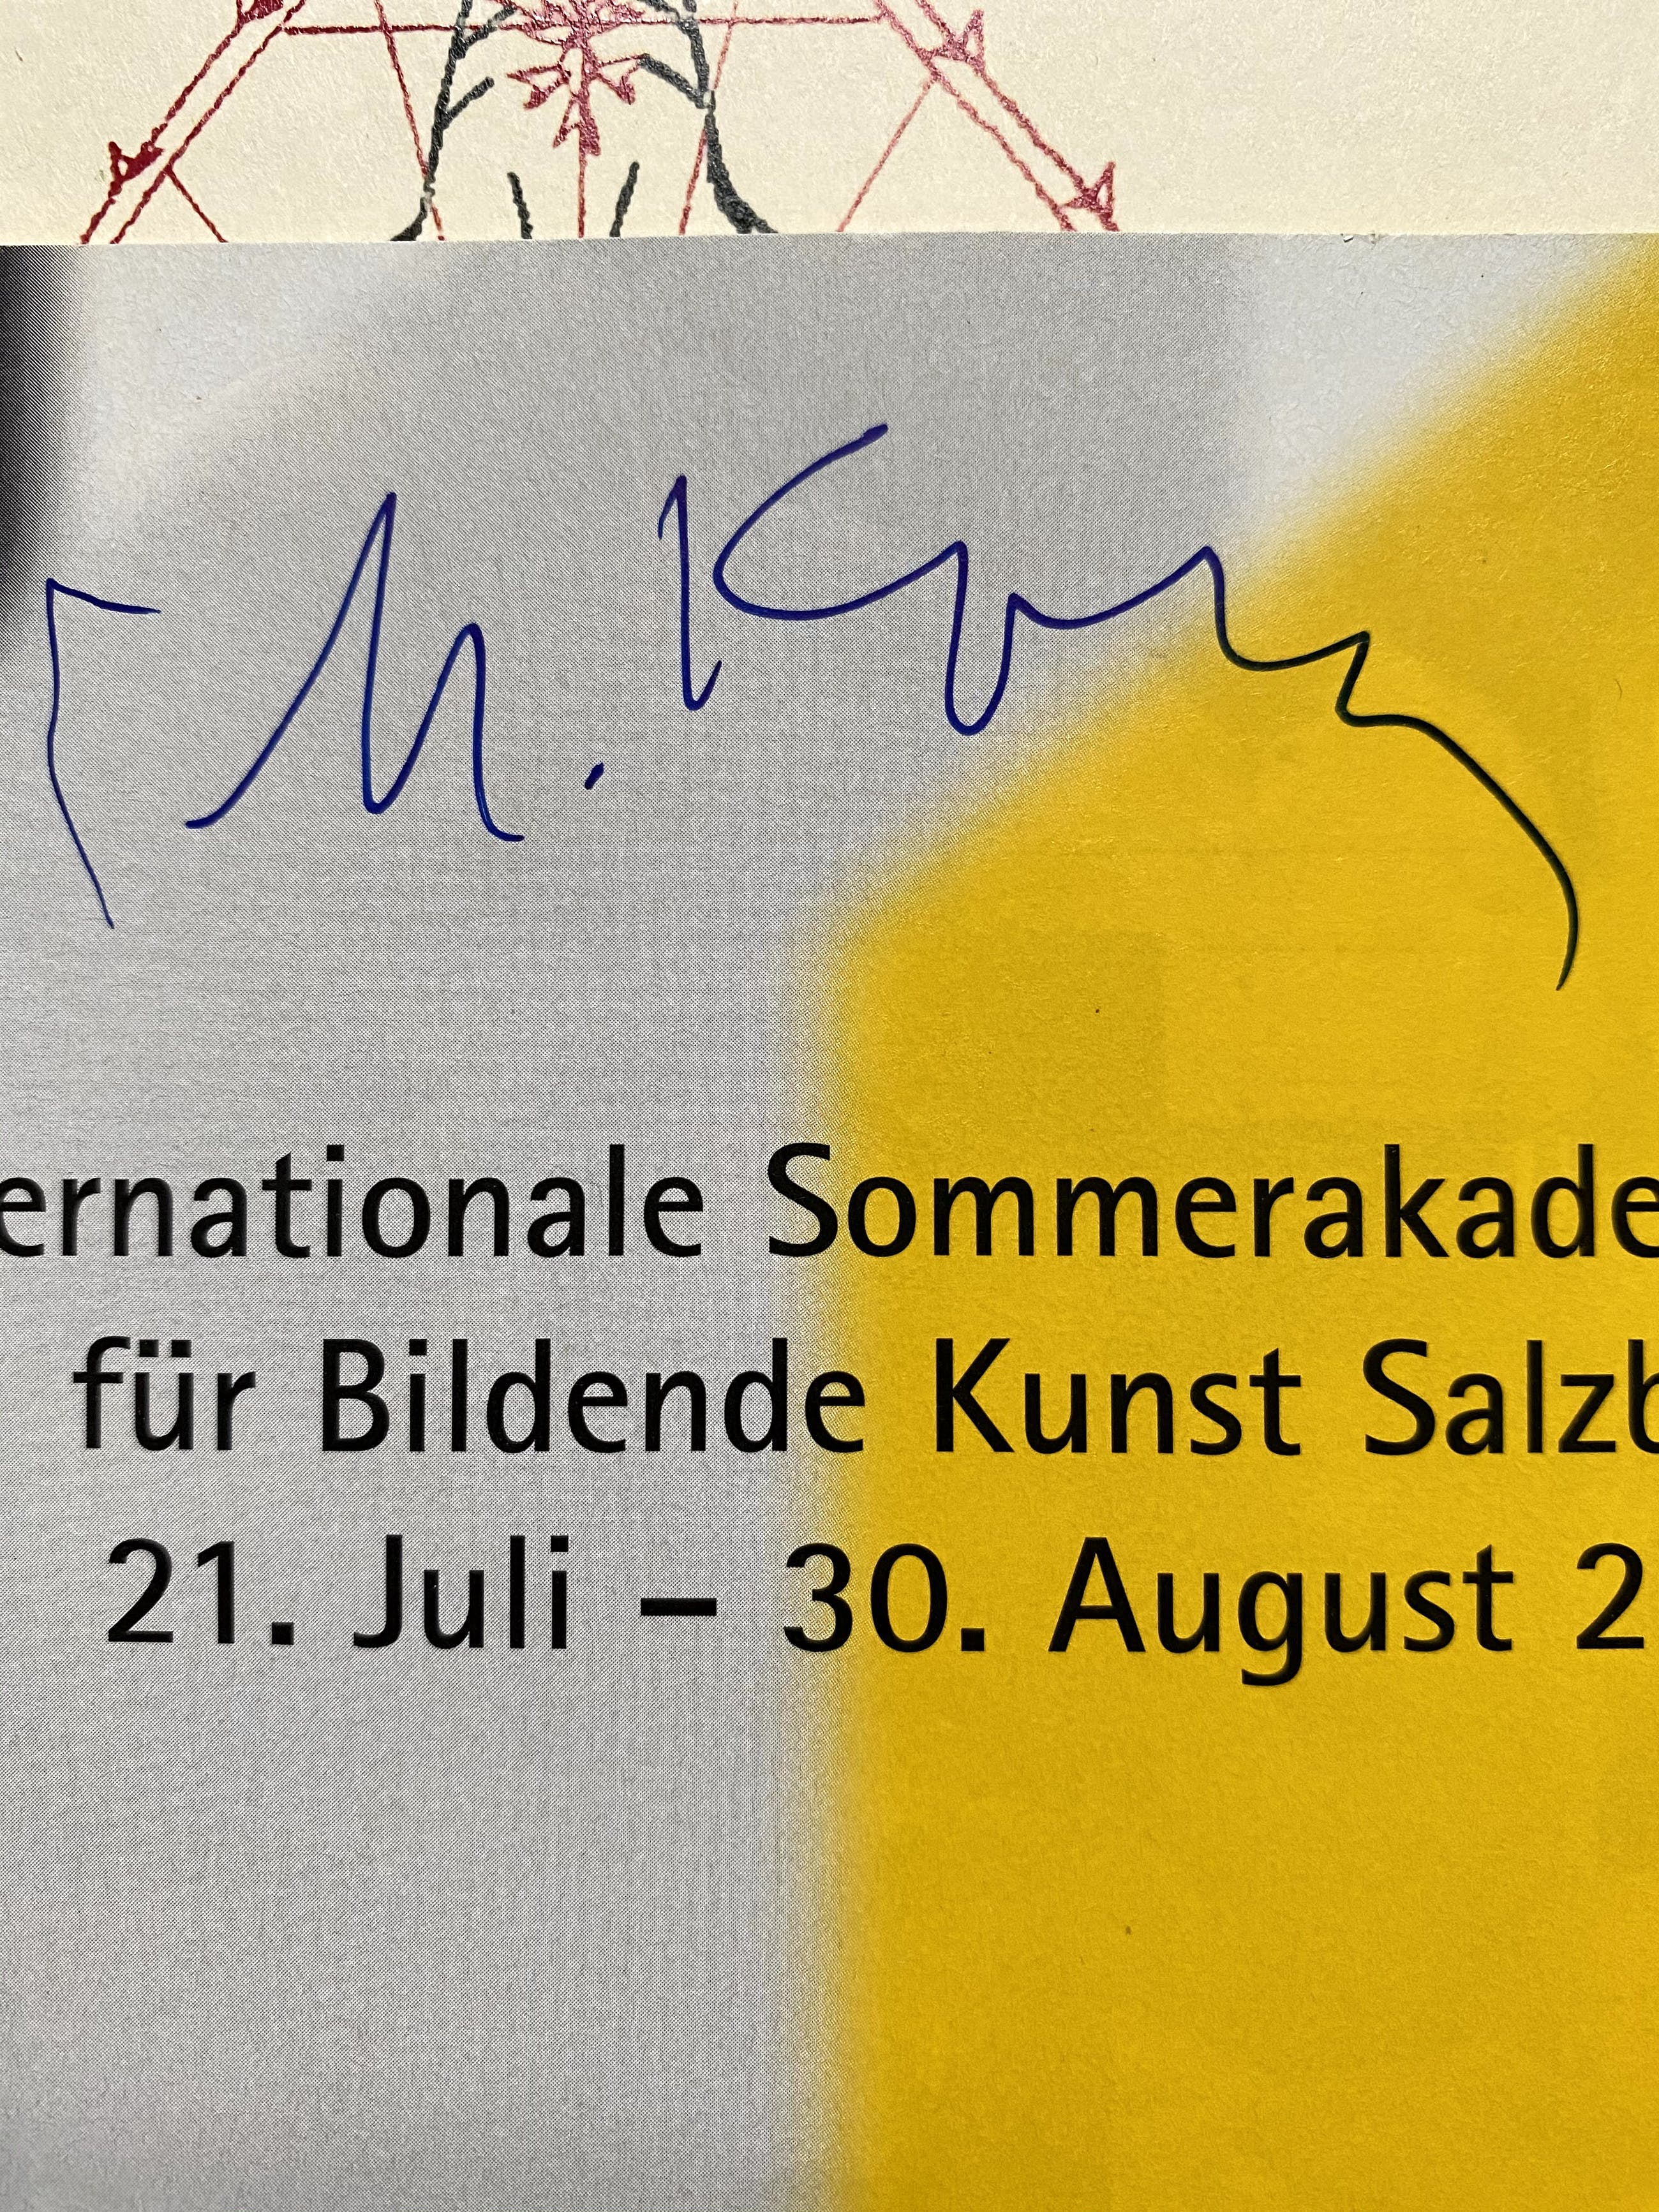 ernationale Sommerakade
für Bildende Kunst Salzb
21. Juli – 30. August 2